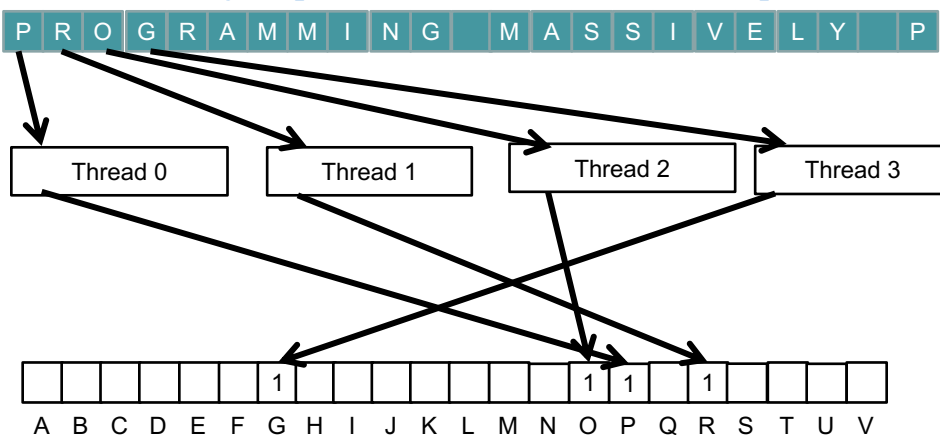 P R O G R A M M I N G M A S S I V E L Y P
Thread 0 Thread 1 Thread 2 Thread 3
1 1 1 1
A B C D E F G H I J K L M N O P Q R S T U V